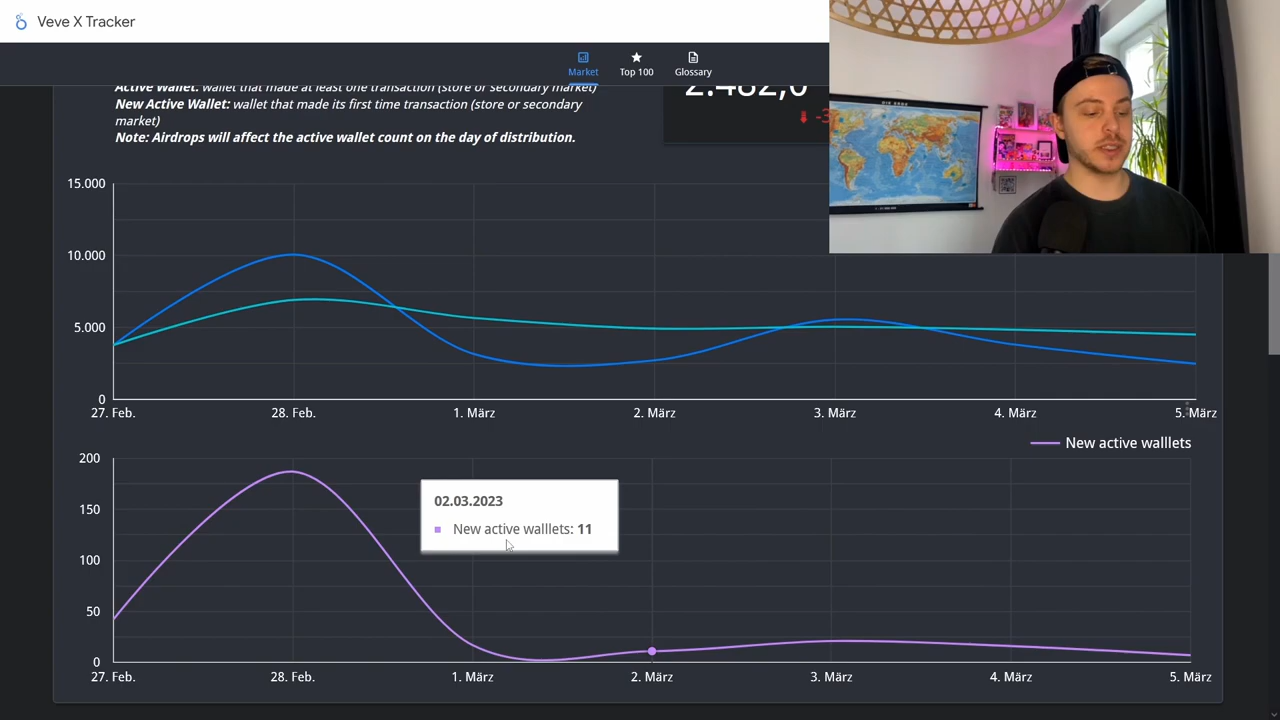 Veve X Tracker
Market
Top 100
Glossary
Active Wallet: wallet that made at least one transaction (store or secondary market)
New Active Wallet: wallet that made its first time transaction (store or secondary
market)
Note: Airdrops will affect the active wallet count on the day of distribution.
2.482,0
-3
15.000
10.000
5.000
0
27. Feb.
28. Feb.
1. März
2. März
3. März
4. März
5. März
New active walllets
200
150
100
50
0
02.03.2023
New active walllets: 11
27. Feb.
28. Feb.
1. März
2. März
3. März
4. März
5. März